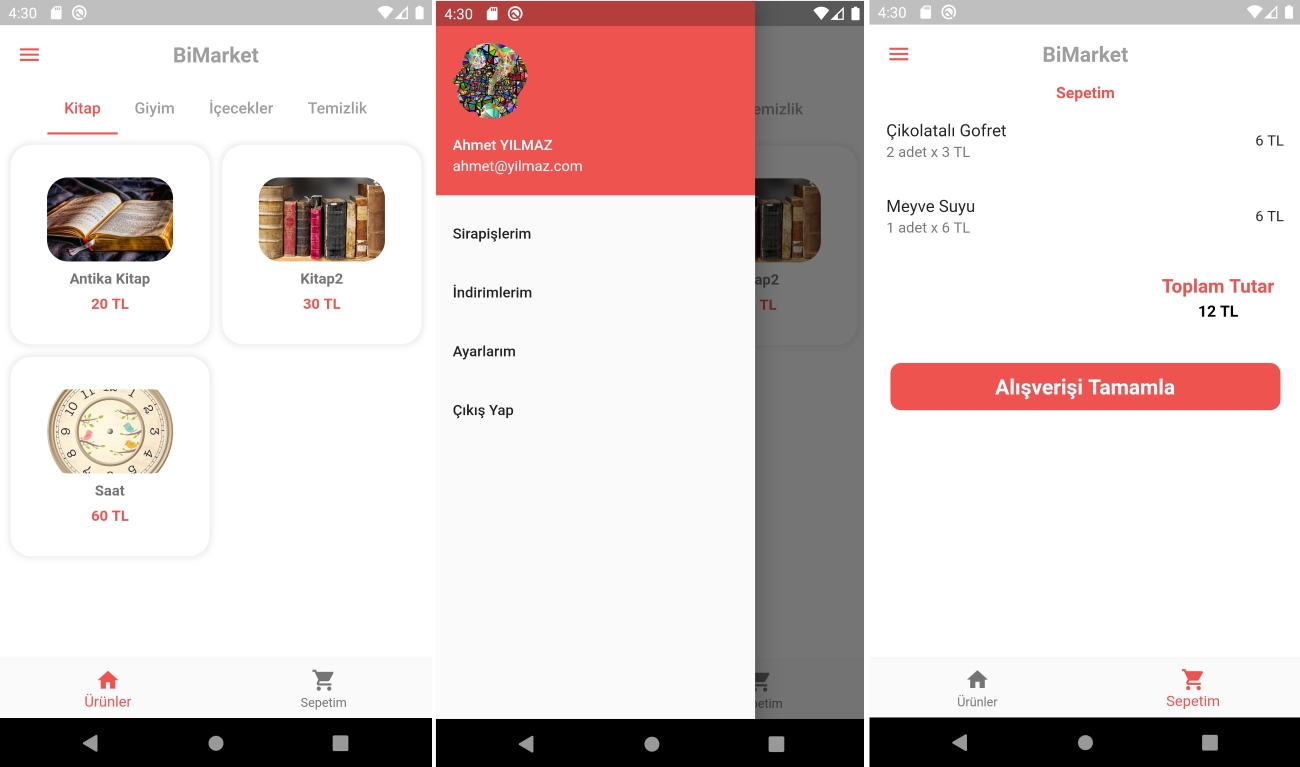 4:30
BiMarket
Kitap Giyim İçecekler Temizlik
Antika Kitap
20 TL
Kitap2
30 TL
Saat
60 TL
Ürünler
Sepetim
4:30
Ahmet YILMAZ
ahmet@yilmaz.com
Sirapişlerim
İndirimlerim
Ayarlarım
Çıkış Yap
emizlik
ap2
TL
petim
4:30
BiMarket
Sepetim
Çikolatalı Gofret
2 adet x 3 TL
6 TL
Meyve Suyu
1 adet x 6 TL
6 TL
Toplam Tutar
12 TL
Alışverişi Tamamla
Ürünler
Sepetim